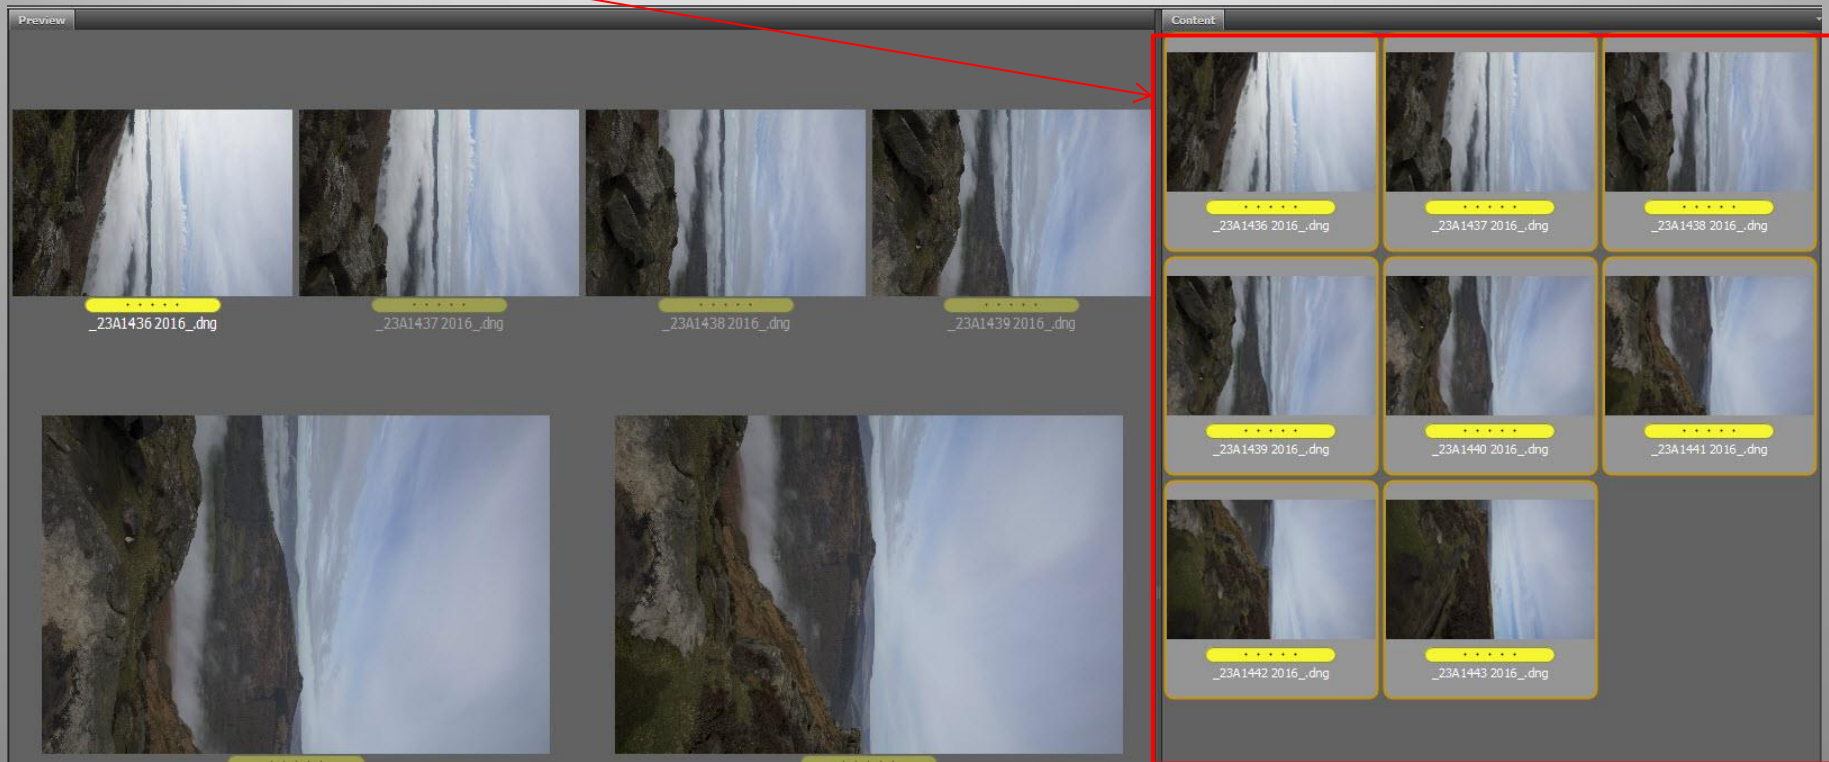 Preview
_23A1436 2016_.dng
_23A1437 2016_.dng
_23A1438 2016_.dng
_23A1439 2016_.dng
Content
_23A1436 2016_.dng
_23A1437 2016_.dng
_23A1438 2016_.dng
_23A1439 2016_.dng
_23A1440 2016_.dng
_23A1441 2016_.dng
_23A1442 2016_.dng
_23A1443 2016_.dng